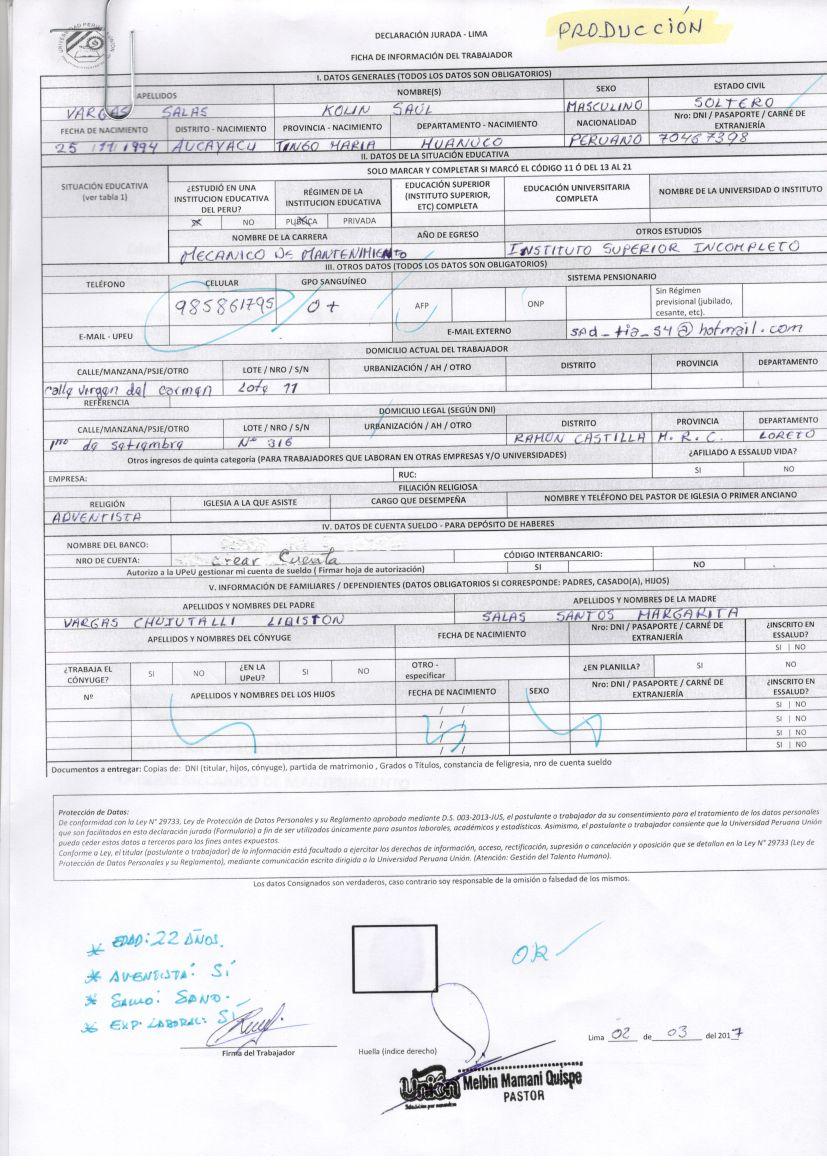 DECLARACIÓN JURADA - LIMA
PRODUCCIÓN
FICHA DE INFORMACIÓN DEL TRABAJADOR
I. DATOS GENERALES (TODOS LOS DATOS SON OBLIGATORIOS)
APELLIDOS NOMBRE(S) SEXO ESTADO CIVIL
VARGAS SALAS KOLIN SAÚL MASCULINO SOLTERO
FECHA DE NACIMIENTO DISTRITO - NACIMIENTO PROVINCIA - NACIMIENTO DEPARTAMENTO - NACIMIENTO NACIONALIDAD Nro: DNI / PASAPORTE / CARNÉ DE EXTRANJERÍA
25 /11/1994 AUCAYACU TINGO MARIA HUANUCO PERUANO 70467398
II. DATOS DE LA SITUACIÓN EDUCATIVA
SOLO MARCAR Y COMPLETAR SI MARCÓ EL CÓDIGO 11 Ó DEL 13 AL 21
SITUACIÓN EDUCATIVA (ver tabla 1) ¿ESTUDIÓ EN UNA INSTITUCION EDUCATIVA DEL PERU? RÉGIMEN DE LA INSTITUCION EDUCATIVA EDUCACIÓN SUPERIOR (INSTITUTO SUPERIOR, ETC) COMPLETA EDUCACIÓN UNIVERSITARIA COMPLETA NOMBRE DE LA UNIVERSIDAD O INSTITUTO
NO PUBLICA PRIVADA
NOMBRE DE LA CARRERA AÑO DE EGRESO OTROS ESTUDIOS
MECANICO DE MANTENIMIENTO INSTITUTO SUPERIOR INCOMPLETO
III. OTROS DATOS (TODOS LOS DATOS SON OBLIGATORIOS)
TELÉFONO CELULAR GPO SANGUÍNEO SISTEMA PENSIONARIO
985861795 O+ AFP ONP Sin Régimen previsional (jubilado, cesante, etc).
E-MAIL - UPEU E-MAIL EXTERNO sad_tia_54@hotmail.com
DOMICILIO ACTUAL DEL TRABAJADOR
CALLE/MANZANA/PSJE/OTRO LOTE / NRO / S/N URBANIZACIÓN / AH / OTRO DISTRITO PROVINCIA DEPARTAMENTO
calle virgen del carmen Lote 11
REFERENCIA
DOMICILIO LEGAL (SEGÚN DNI)
CALLE/MANZANA/PSJE/OTRO LOTE / NRO / S/N URBANIZACIÓN / AH / OTRO DISTRITO PROVINCIA DEPARTAMENTO
1mo de setiembre Nº 316 RAMON CASTILLA M. R. C. LORETO
Otros ingresos de quinta categoría (PARA TRABAJADORES QUE LABORAN EN OTRAS EMPRESAS Y/O UNIVERSIDADES) ¿AFILIADO A ESSALUD VIDA?
EMPRESA: RUC: SI NO
FILIACIÓN RELIGIOSA
RELIGIÓN IGLESIA A LA QUE ASISTE CARGO QUE DESEMPEÑA NOMBRE Y TELÉFONO DEL PASTOR DE IGLESIA O PRIMER ANCIANO
ADVENTISTA
IV. DATOS DE CUENTA SUELDO - PARA DEPÓSITO DE HABERES
NOMBRE DEL BANCO:
NRO DE CUENTA: Crear Cuenta CÓDIGO INTERBANCARIO:
Autorizo a la UPeU gestionar mi cuenta de sueldo ( Firmar hoja de autorización) SI NO
V. INFORMACIÓN DE FAMILIARES / DEPENDIENTES (DATOS OBLIGATORIOS SI CORRESPONDE: PADRES, CASADO(A), HIJOS)
APELLIDOS Y NOMBRES DEL PADRE APELLIDOS Y NOMBRES DE LA MADRE
VARGAS CHUJUTALLI LIQISTON SALAS SANTOS MARGARITA
APELLIDOS Y NOMBRES DEL CÓNYUGE FECHA DE NACIMIENTO Nro: DNI / PASAPORTE / CARNÉ DE EXTRANJERÍA ¿INSCRITO EN ESSALUD?
SI | NO
¿TRABAJA EL CÓNYUGE? SI NO ¿EN LA UPeU? SI NO OTRO - especificar ¿EN PLANILLA? SI NO
Nº APELLIDOS Y NOMBRES DEL LOS HIJOS FECHA DE NACIMIENTO SEXO Nro: DNI / PASAPORTE / CARNÉ DE EXTRANJERÍA ¿INSCRITO EN ESSALUD?
/ / SI | NO
/ / SI | NO
/ / SI | NO
/ / SI | NO
Documentos a entregar: Copias de: DNI (titular, hijos, cónyuge), partida de matrimonio , Grados o Títulos, constancia de feligresia, nro de cuenta sueldo
Protección de Datos:
De conformidad con la Ley N° 29733, Ley de Protección de Datos Personales y su Reglamento aprobado mediante D.S. 003-2013-JUS, el postulante o trabajador da su consentimiento para el tratamiento de los datos personales
que son facilitados en esta declaración jurada (Formulario) a fin de ser utilizados únicamente para asuntos laborales, académicos y estadísticos. Asimismo, el postulante o trabajador consiente que la Universidad Peruana Unión
pueda ceder estos datos a terceros para los fines antes expuestos.
Conforme a Ley, el titular (postulante o trabajador) de la información está facultado a ejercitar los derechos de información, acceso, rectificación, supresión o cancelación y oposición que se detallan en la Ley N° 29733 (Ley de
Protección de Datos Personales y su Reglamento), mediante comunicación escrita dirigida a la Universidad Peruana Unión. (Atención: Gestión del Talento Humano).
Los datos Consignados son verdaderos, caso contrario soy responsable de la omisión o falsedad de los mismos.
* EDAD: 22 AÑOS.
* AVENTISTA: SÍ
* SALUD: SANO.
* EXP. LABORAL: SI
OK
Firma del Trabajador Huella (índice derecho) Lima 02 de 03 del 2017
Unión Melbin Mamani Quispe
PASTOR